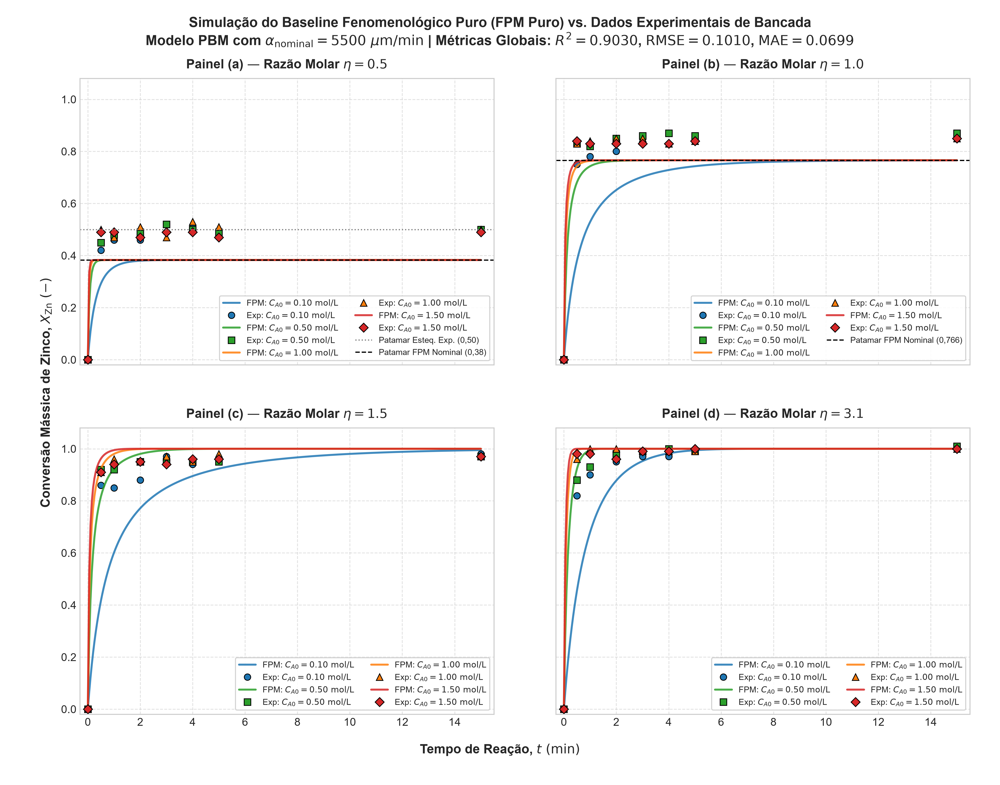 Simulação do Baseline Fenomenológico Puro (FPM Puro) vs. Dados Experimentais de Bancada
Modelo PBM com α_nominal = 5500 μm/min | Métricas Globais: R² = 0.9030, RMSE = 0.1010, MAE = 0.0699
Painel (a) — Razão Molar η = 0.5
1.0
0.8
0.6
0.4
0.2
0.0
FPM: C_A0 = 0.10 mol/L
Exp: C_A0 = 0.10 mol/L
FPM: C_A0 = 0.50 mol/L
Exp: C_A0 = 0.50 mol/L
FPM: C_A0 = 1.00 mol/L
Exp: C_A0 = 1.00 mol/L
FPM: C_A0 = 1.50 mol/L
Exp: C_A0 = 1.50 mol/L
Patamar Esteq. Exp. (0,50)
Patamar FPM Nominal (0,38)
Painel (b) — Razão Molar η = 1.0
FPM: C_A0 = 0.10 mol/L
Exp: C_A0 = 0.10 mol/L
FPM: C_A0 = 0.50 mol/L
Exp: C_A0 = 0.50 mol/L
FPM: C_A0 = 1.00 mol/L
Exp: C_A0 = 1.00 mol/L
FPM: C_A0 = 1.50 mol/L
Exp: C_A0 = 1.50 mol/L
Patamar FPM Nominal (0,766)
Conversão Mássica de Zinco, X_Zn (−)
Painel (c) — Razão Molar η = 1.5
1.0
0.8
0.6
0.4
0.2
0.0
0 2 4 6 8 10 12 14
FPM: C_A0 = 0.10 mol/L
Exp: C_A0 = 0.10 mol/L
FPM: C_A0 = 0.50 mol/L
Exp: C_A0 = 0.50 mol/L
FPM: C_A0 = 1.00 mol/L
Exp: C_A0 = 1.00 mol/L
FPM: C_A0 = 1.50 mol/L
Exp: C_A0 = 1.50 mol/L
Painel (d) — Razão Molar η = 3.1
FPM: C_A0 = 0.10 mol/L
Exp: C_A0 = 0.10 mol/L
FPM: C_A0 = 0.50 mol/L
Exp: C_A0 = 0.50 mol/L
FPM: C_A0 = 1.00 mol/L
Exp: C_A0 = 1.00 mol/L
FPM: C_A0 = 1.50 mol/L
Exp: C_A0 = 1.50 mol/L
0 2 4 6 8 10 12 14
Tempo de Reação, t (min)